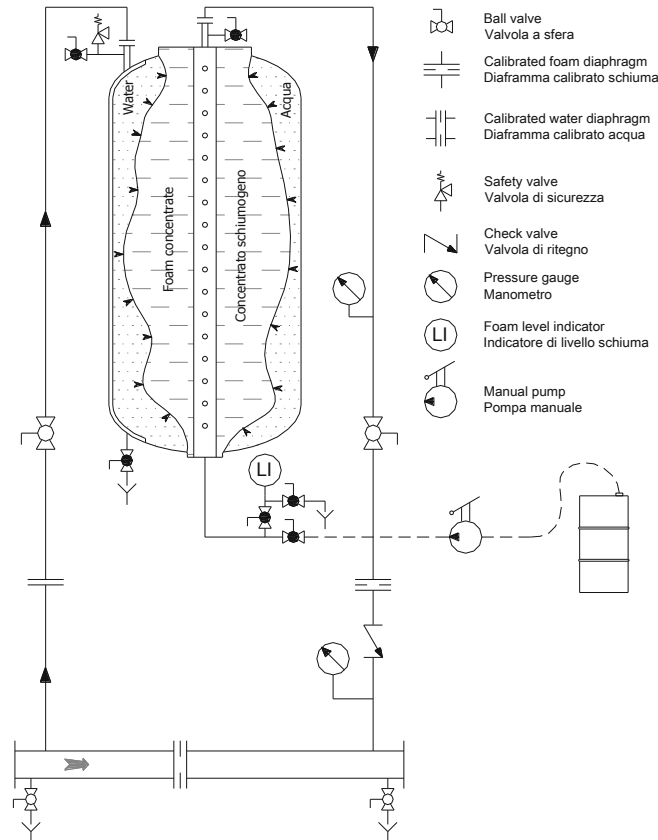 Water
Acqua
Foam concentrate
Concentrato schiumogeno
LI
Ball valve
Valvola a sfera
Calibrated foam diaphragm
Diaframma calibrato schiuma
Calibrated water diaphragm
Diaframma calibrato acqua
Safety valve
Valvola di sicurezza
Check valve
Valvola di ritegno
Pressure gauge
Manometro
LI
Foam level indicator
Indicatore di livello schiuma
Manual pump
Pompa manuale